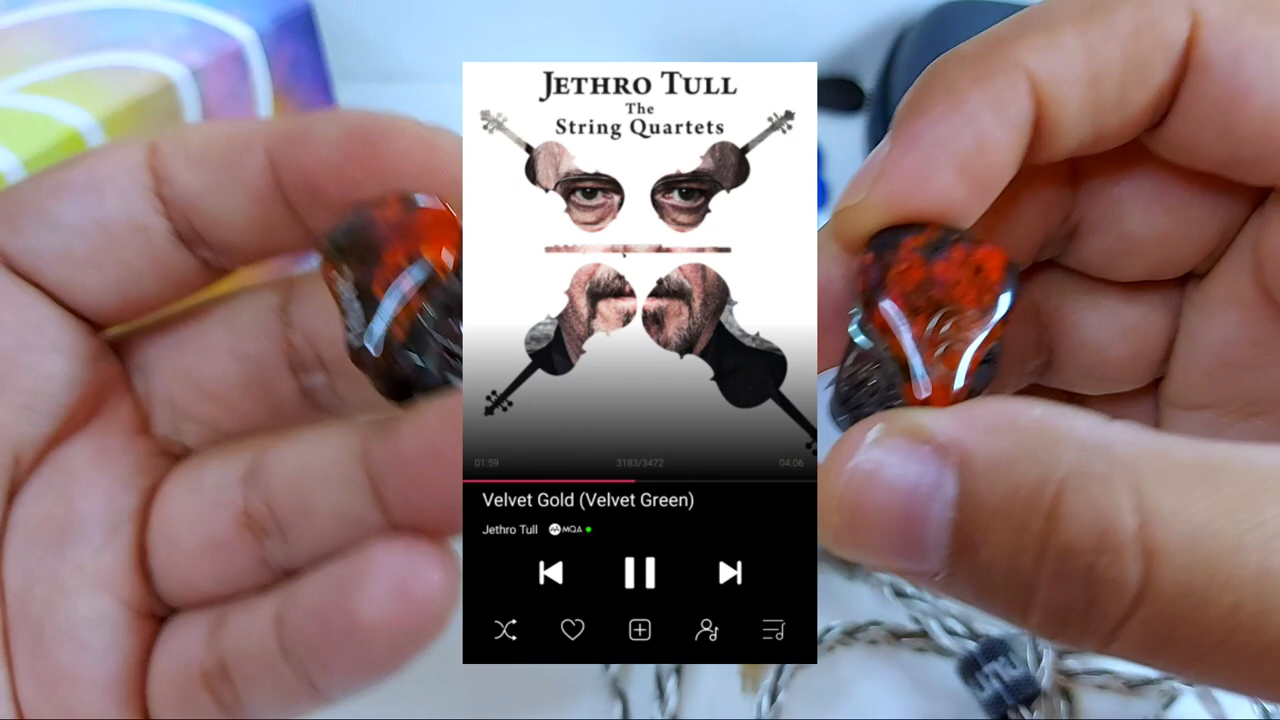 JETHRO TULL
The
String Quartets
01:59 3183/3472 04:06
Velvet Gold (Velvet Green)
Jethro Tull MQA